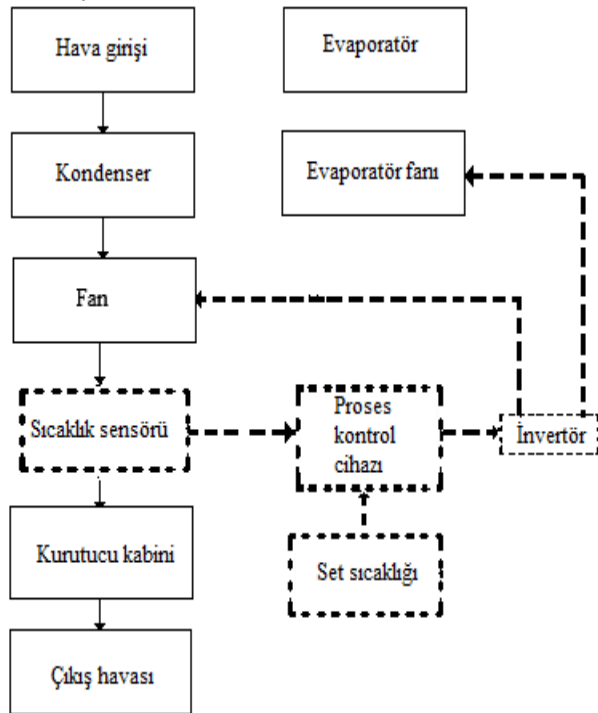 Hava girişi
Evaporatör
Kondenser
Evaporatör fanı
Fan
Sıcaklık sensörü
Proses
kontrol
cihazı
İnvertör
Kurutucu kabini
Set sıcaklığı
Çıkış havası